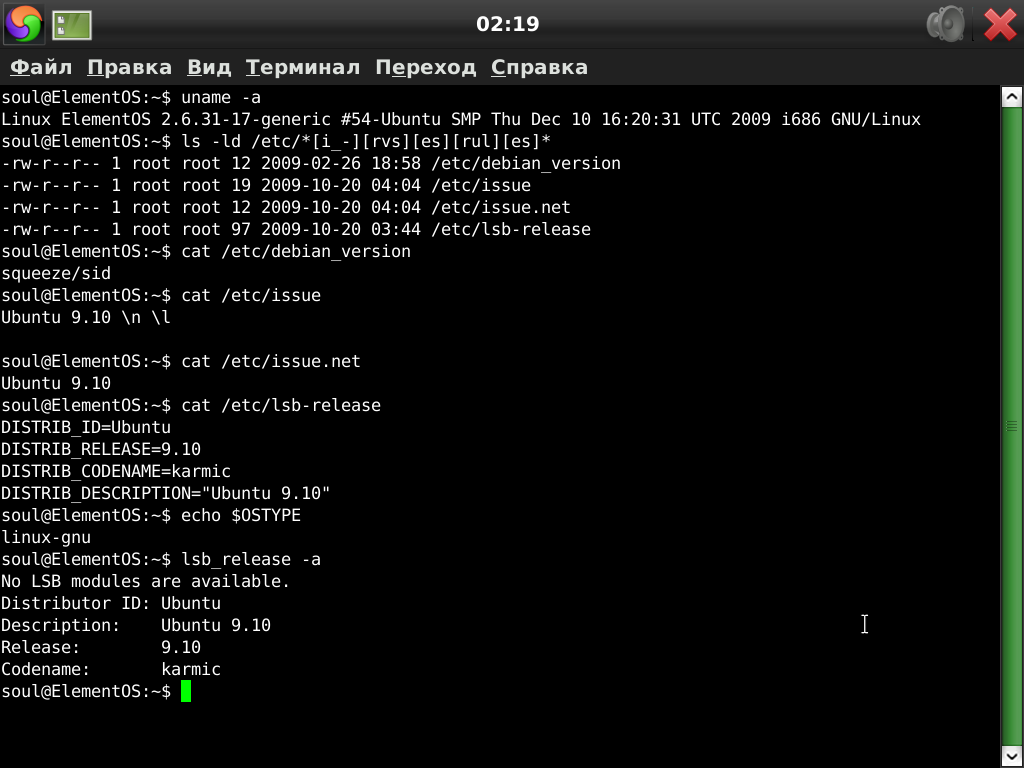 02:19
Файл Правка Вид Терминал Переход Справка
soul@ElementOS:~$ uname -a
Linux ElementOS 2.6.31-17-generic #54-Ubuntu SMP Thu Dec 10 16:20:31 UTC 2009 i686 GNU/Linux
soul@ElementOS:~$ ls -ld /etc/*[i_-][rvs][es][rul][es]*
-rw-r--r-- 1 root root 12 2009-02-26 18:58 /etc/debian_version
-rw-r--r-- 1 root root 19 2009-10-20 04:04 /etc/issue
-rw-r--r-- 1 root root 12 2009-10-20 04:04 /etc/issue.net
-rw-r--r-- 1 root root 97 2009-10-20 03:44 /etc/lsb-release
soul@ElementOS:~$ cat /etc/debian_version
squeeze/sid
soul@ElementOS:~$ cat /etc/issue
Ubuntu 9.10 \n \l
soul@ElementOS:~$ cat /etc/issue.net
Ubuntu 9.10
soul@ElementOS:~$ cat /etc/lsb-release
DISTRIB_ID=Ubuntu
DISTRIB_RELEASE=9.10
DISTRIB_CODENAME=karmic
DISTRIB_DESCRIPTION="Ubuntu 9.10"
soul@ElementOS:~$ echo $OSTYPE
linux-gnu
soul@ElementOS:~$ lsb_release -a
No LSB modules are available.
Distributor ID: Ubuntu
Description:    Ubuntu 9.10
Release:        9.10
Codename:       karmic
soul@ElementOS:~$